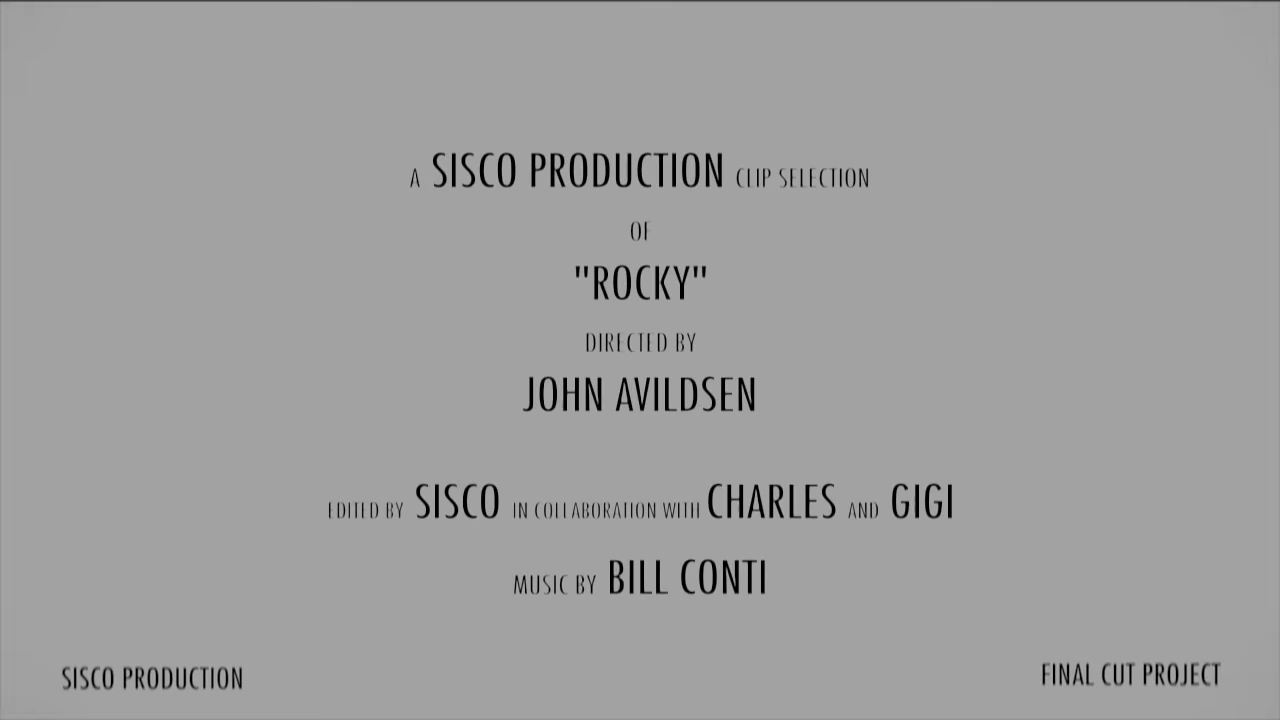 A SISCO PRODUCTION CLIP SELECTION
OF
"ROCKY"
DIRECTED BY
JOHN AVILDSEN
EDITED BY SISCO IN COLLABORATION WITH CHARLES AND GIGI
MUSIC BY BILL CONTI
SISCO PRODUCTION
FINAL CUT PROJECT